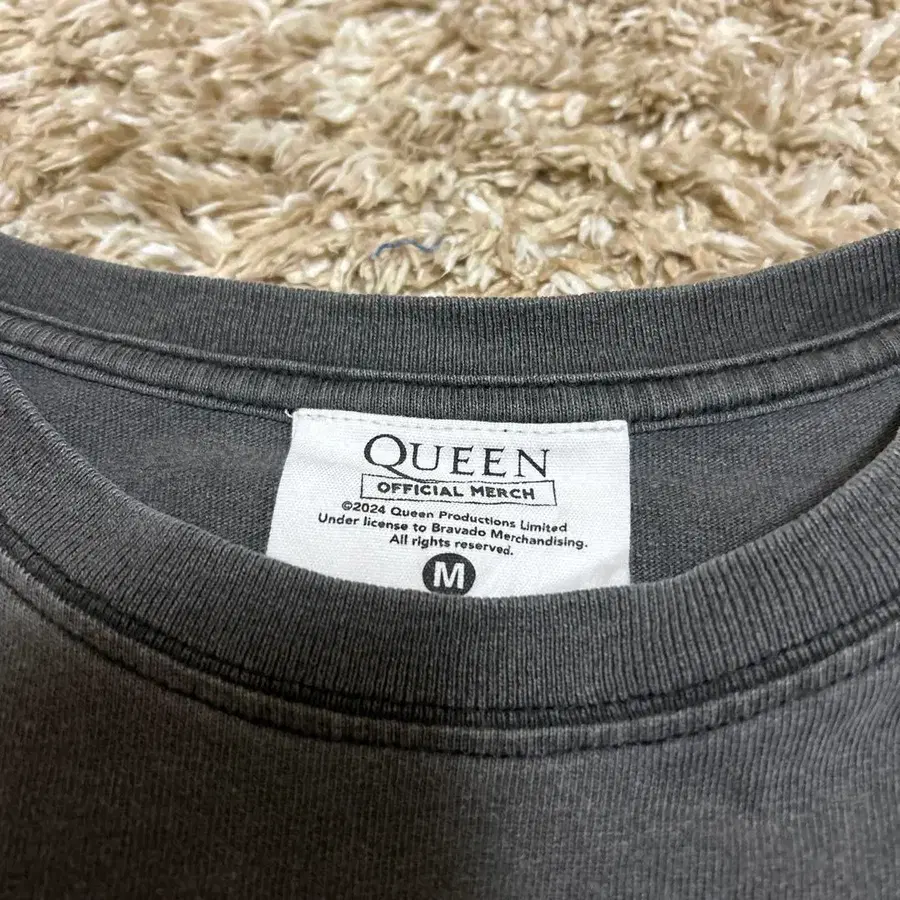 QUEEN
OFFICIAL MERCH
©2024 Queen Productions Limited
Under license to Bravado Merchandising.
All rights reserved.
M